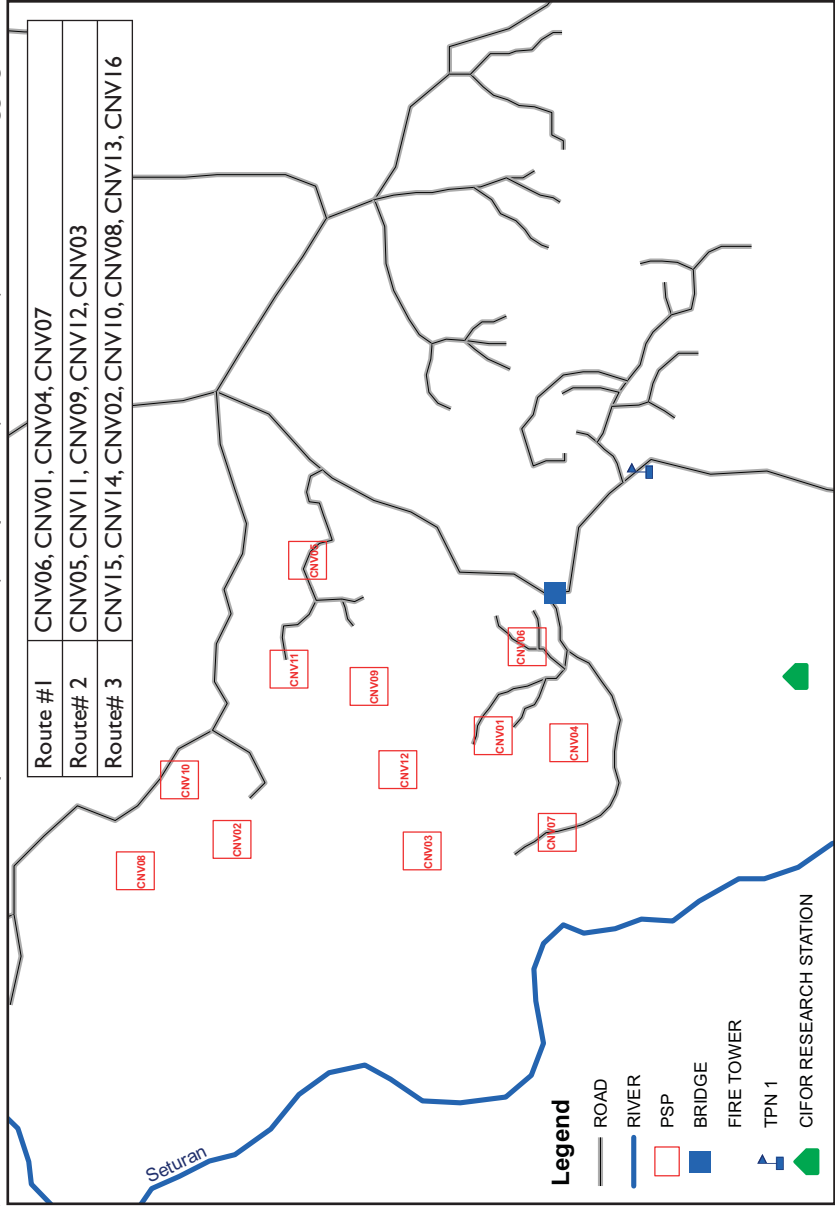 Route #1 CNV06, CNV01, CNV04, CNV07
Route# 2 CNV05, CNV11, CNV09, CNV12, CNV03
Route# 3 CNV15, CNV14, CNV02, CNV10, CNV08, CNV13, CNV16
CNV05
CNV11
CNV10
CNV09
CNV02
CNV08
CNV12
CNV03
CNV06
CNV01
CNV04
CNV07
Seturan
Legend
ROAD
RIVER
PSP
BRIDGE
FIRE TOWER
TPN 1
CIFOR RESEARCH STATION